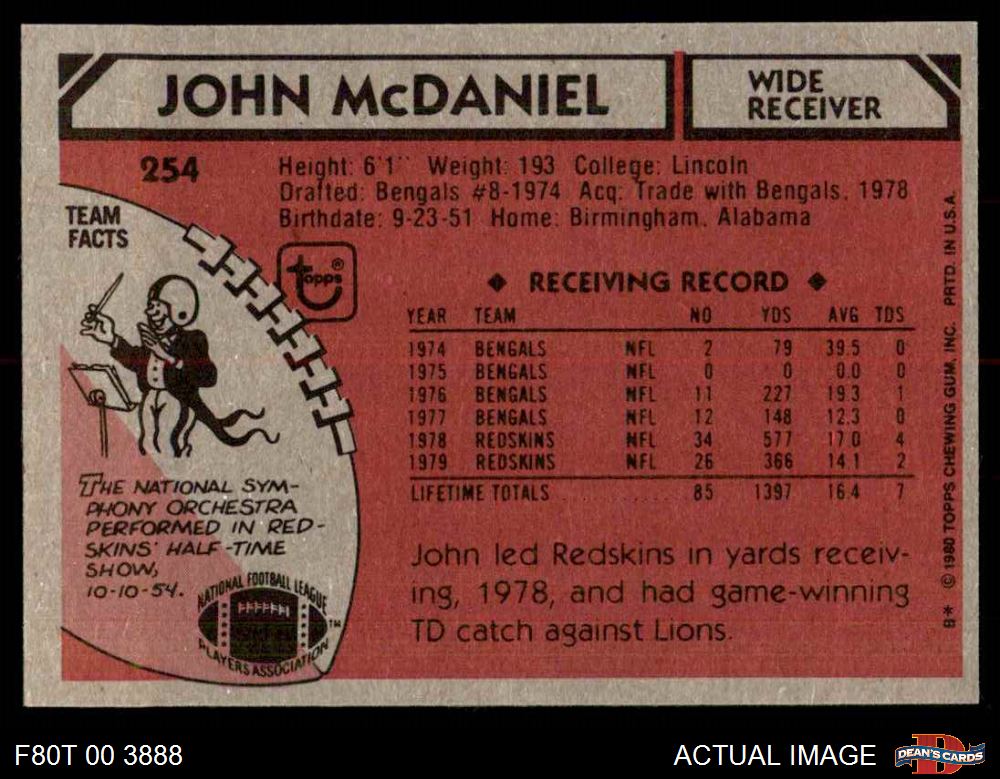 JOHN McDANIEL
WIDE
RECEIVER
254
Height: 6'1" Weight: 193 College: Lincoln
Drafted: Bengals #8-1974 Acq: Trade with Bengals, 1978
Birthdate: 9-23-51 Home: Birmingham, Alabama
TEAM
FACTS
topps®
◆ RECEIVING RECORD ◆
YEAR TEAM NO YDS AVG TDS
1974 BENGALS NFL 2 79 39.5 0
1975 BENGALS NFL 0 0 0.0 0
1976 BENGALS NFL 11 227 19.3 1
1977 BENGALS NFL 12 148 12.3 0
1978 REDSKINS NFL 34 577 17.0 4
1979 REDSKINS NFL 26 366 14.1 2
LIFETIME TOTALS 85 1397 16.4 7
THE NATIONAL SYM-
PHONY ORCHESTRA
PERFORMED IN RED-
SKINS' HALF-TIME
SHOW,
10-10-54.
NATIONAL FOOTBALL LEAGUE
PLAYERS ASSOCIATION
TM
John led Redskins in yards receiv-
ing, 1978, and had game-winning
TD catch against Lions.
B* © 1980 TOPPS CHEWING GUM, INC. PRTD. IN U.S.A.
F80T 00 3888
ACTUAL IMAGE
DEAN'S CARDS